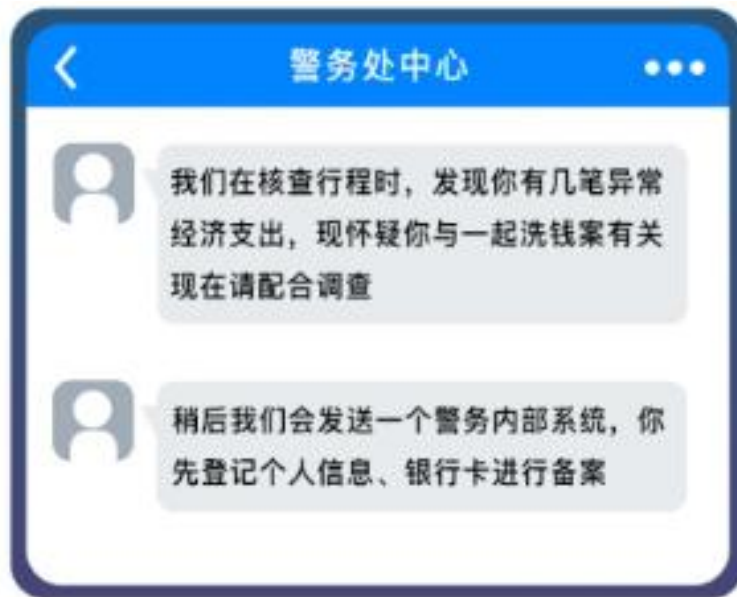 警务处中心
我们在核查行程时，发现你有几笔异常
经济支出，现怀疑你与一起洗钱案有关
现在请配合调查
稍后我们会发送一个警务内部系统，你
先登记个人信息、银行卡进行备案